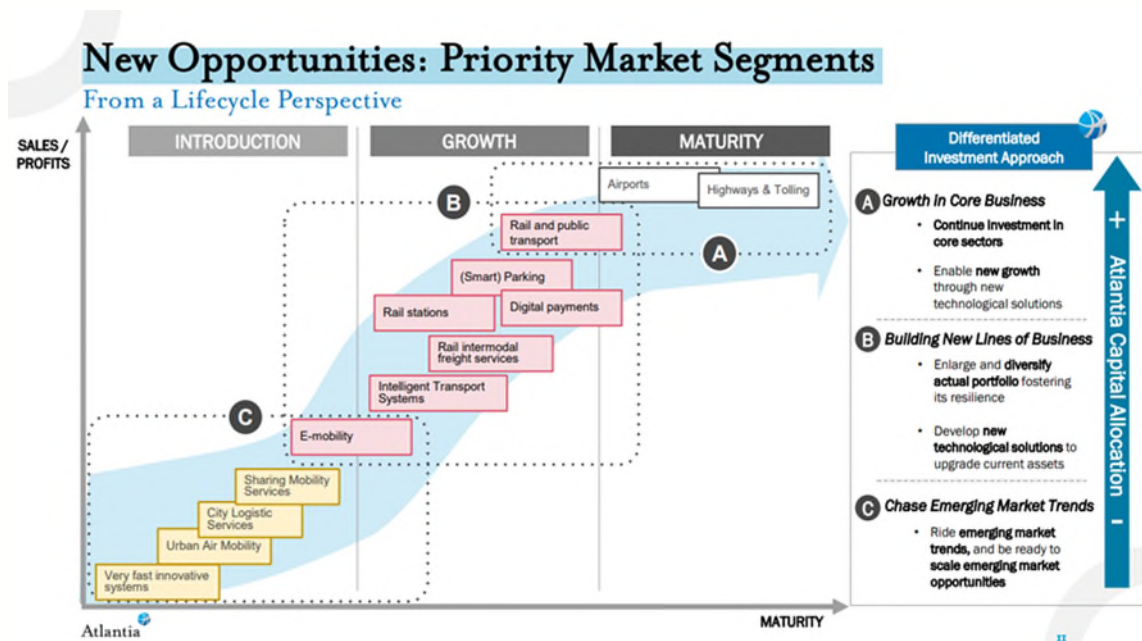 New Opportunities: Priority Market Segments
From a Lifecycle Perspective
SALES /
PROFITS
INTRODUCTION
GROWTH
MATURITY
Airports
Highways & Tolling
B
Rail and public
transport
A
(Smart) Parking
Digital payments
Rail stations
Rail intermodal
freight services
Intelligent Transport
Systems
C
E-mobility
Sharing Mobility
Services
City Logistic
Services
Urban Air Mobility
Very fast innovative
systems
MATURITY
Atlantia
Differentiated
Investment Approach
A Growth in Core Business
• Continue investment in
core sectors
• Enable new growth
through new
technological solutions
B Building New Lines of Business
• Enlarge and diversify
actual portfolio fostering
its resilience
• Develop new
technological solutions to
upgrade current assets
C Chase Emerging Market Trends
• Ride emerging market
trends, and be ready to
scale emerging market
opportunities
+
Atlantia Capital Allocation
-